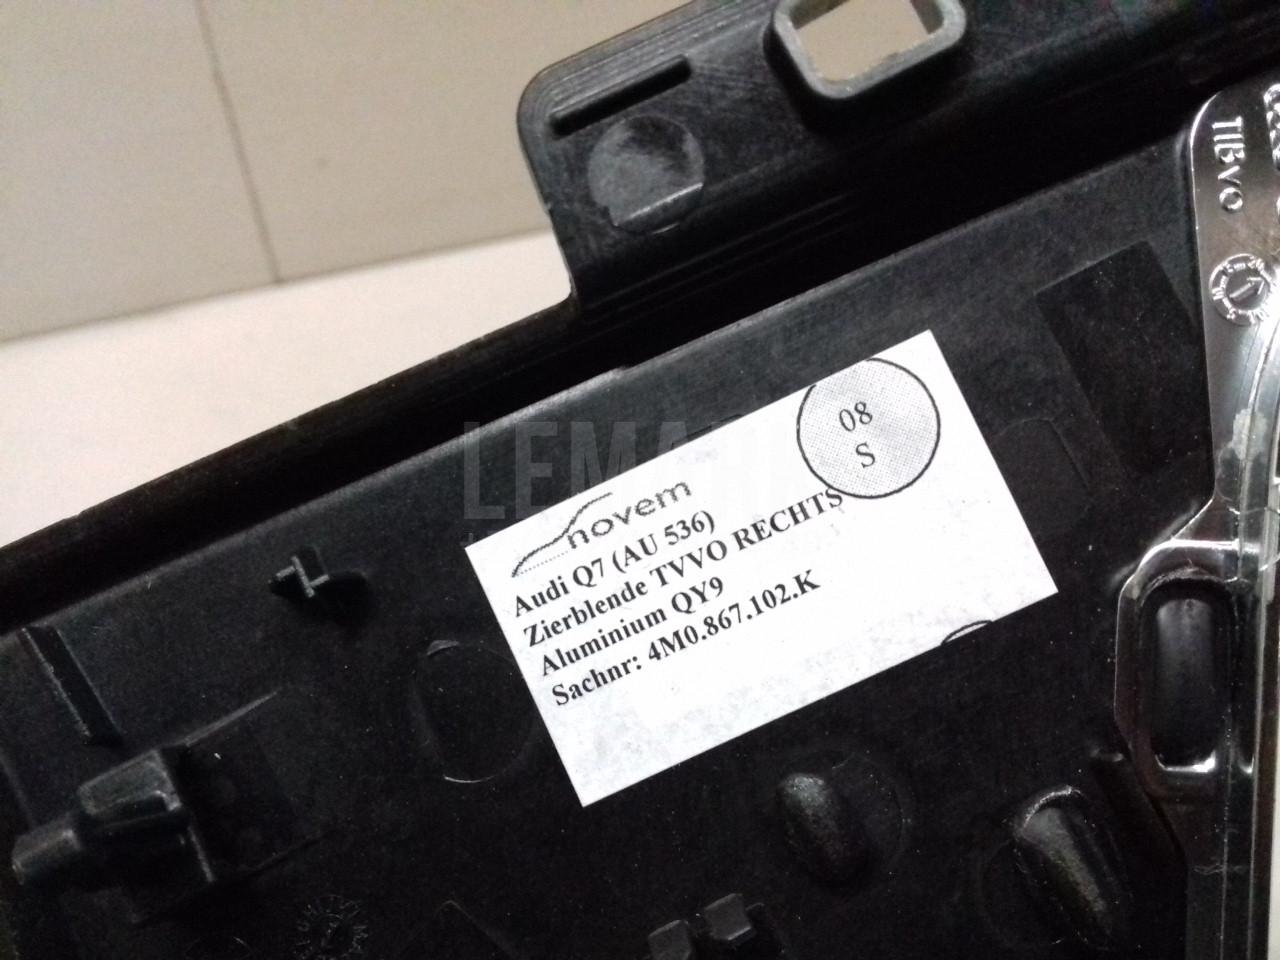 TIBVO
08
S
novem
Audi Q7 (AU 536)
Zierblende TVVO RECHTS
Aluminium QY9
Sachnr: 4M0.867.102.K